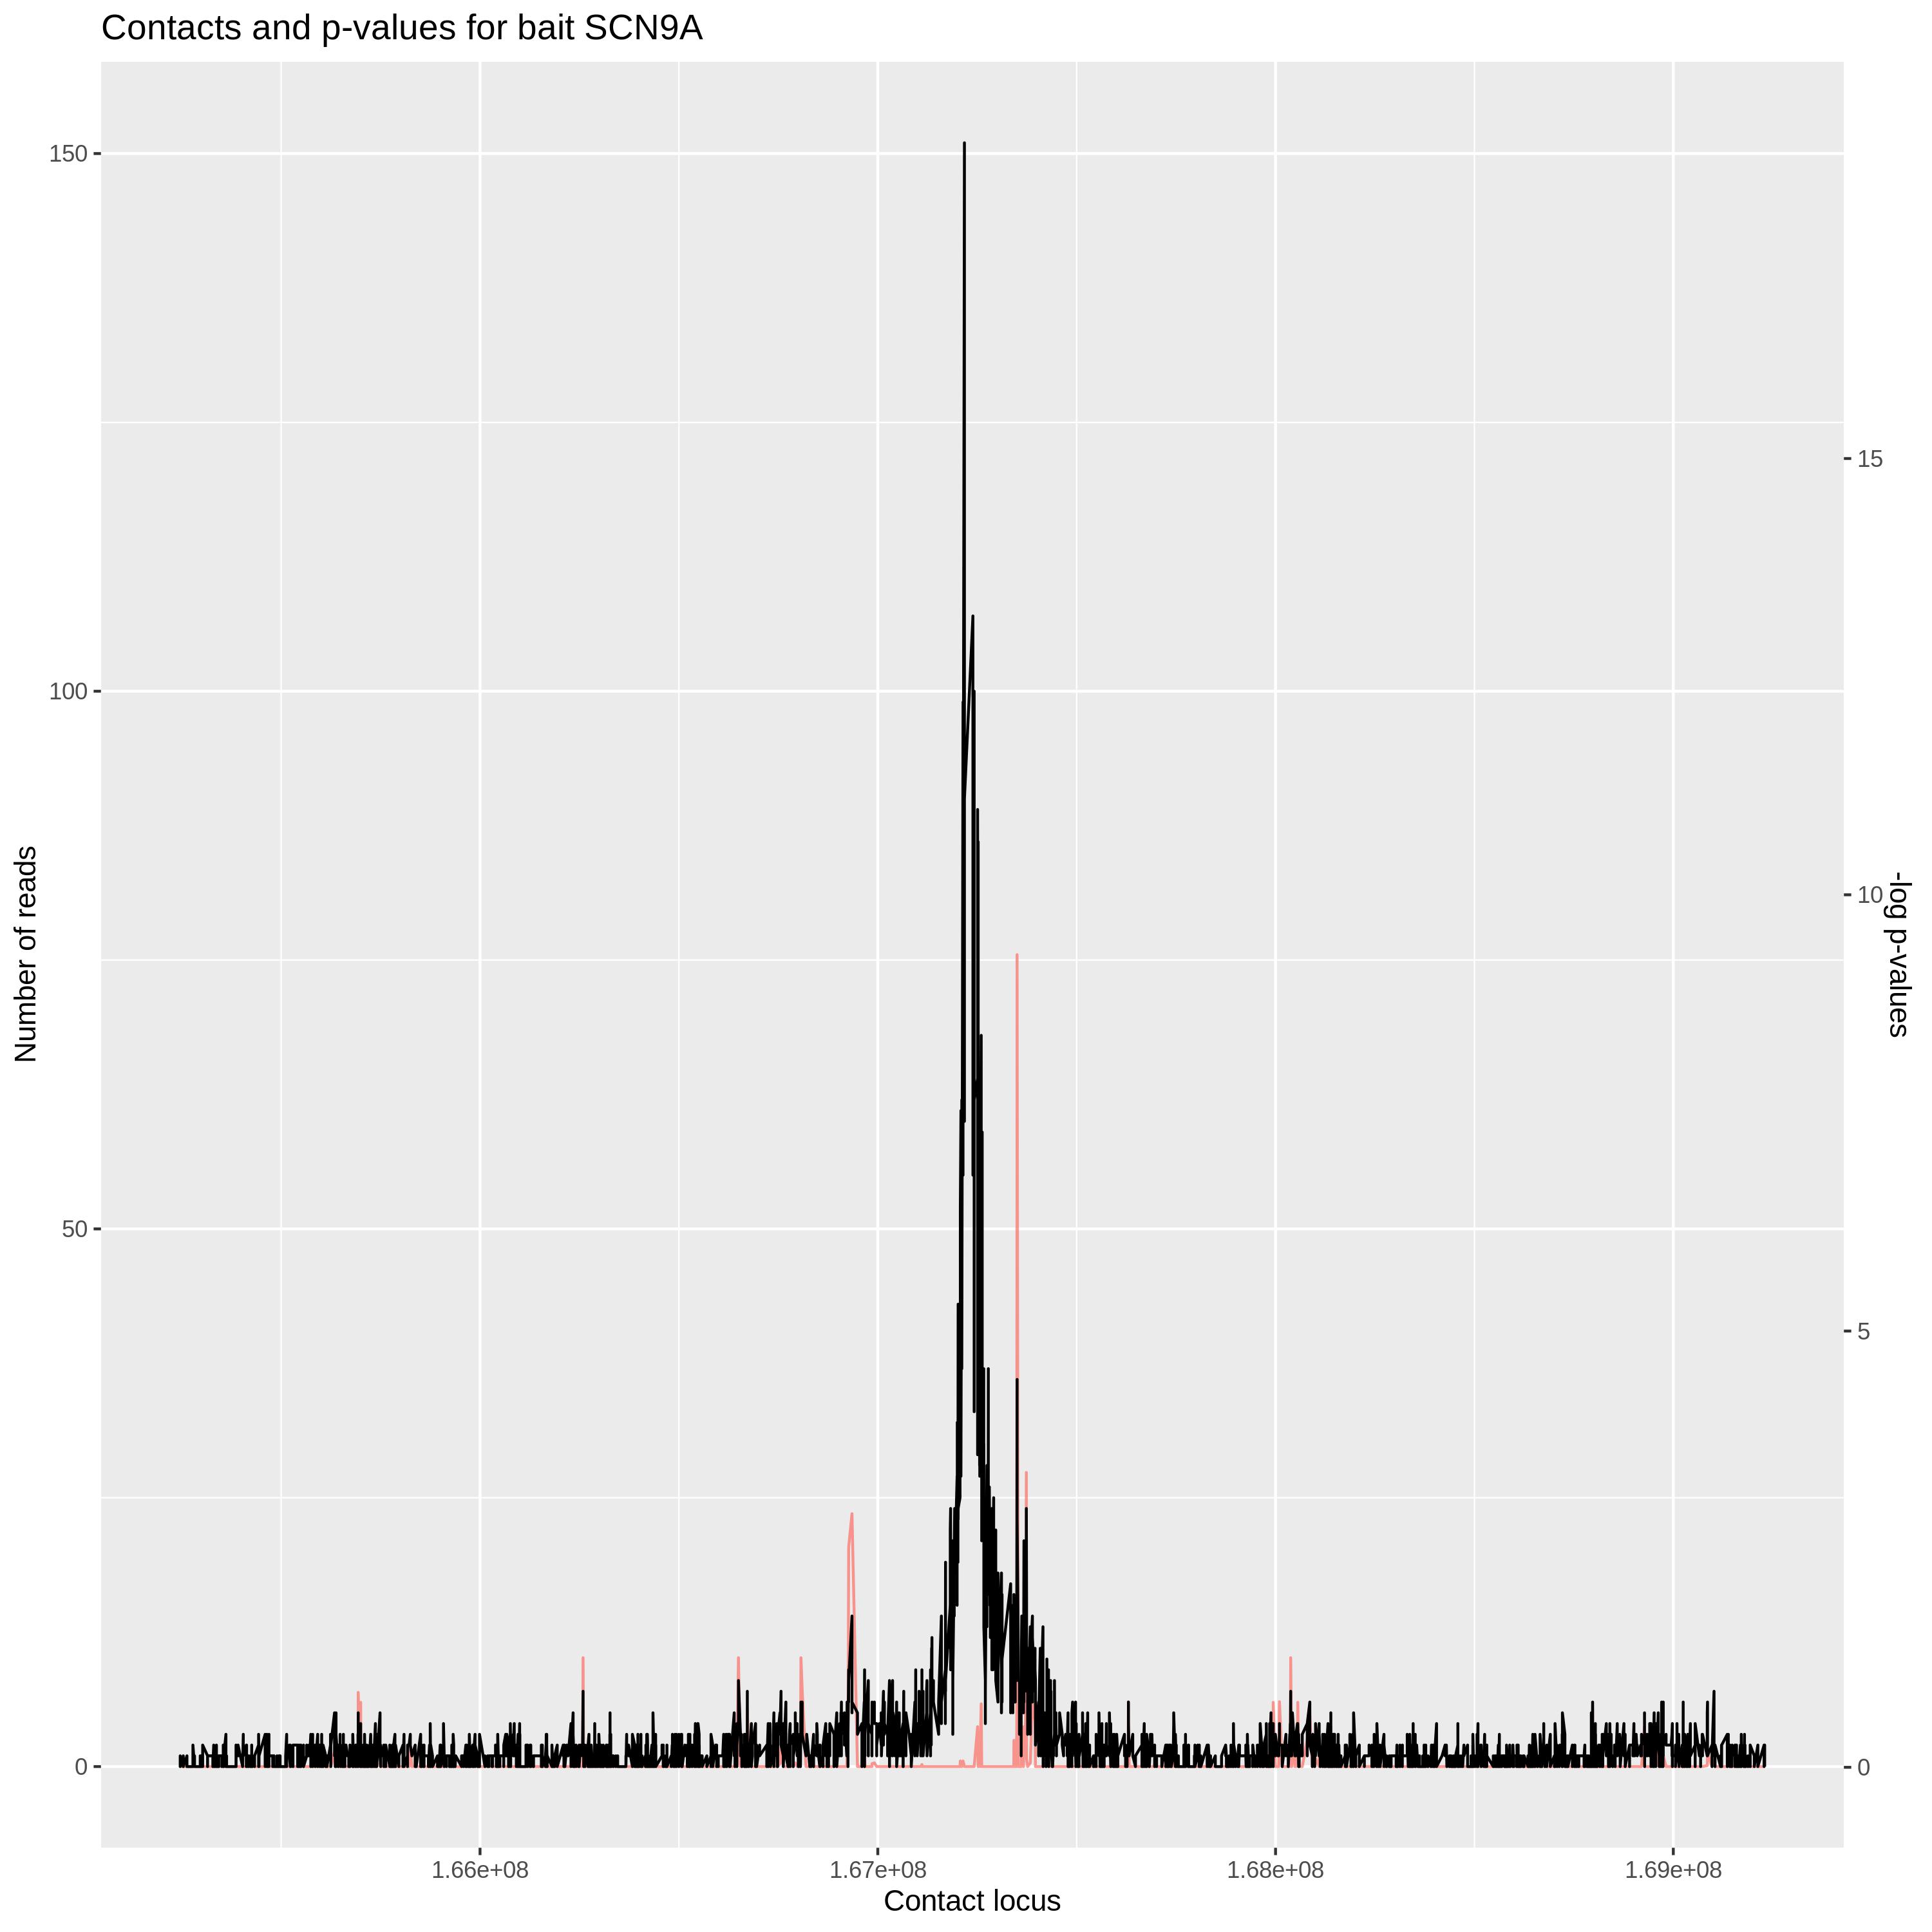 Contacts and p-values for bait SCN9A
150
100
50
0
Number of reads
15
10
5
0
-log p-values
1.66e+08
1.67e+08
1.68e+08
1.69e+08
Contact locus